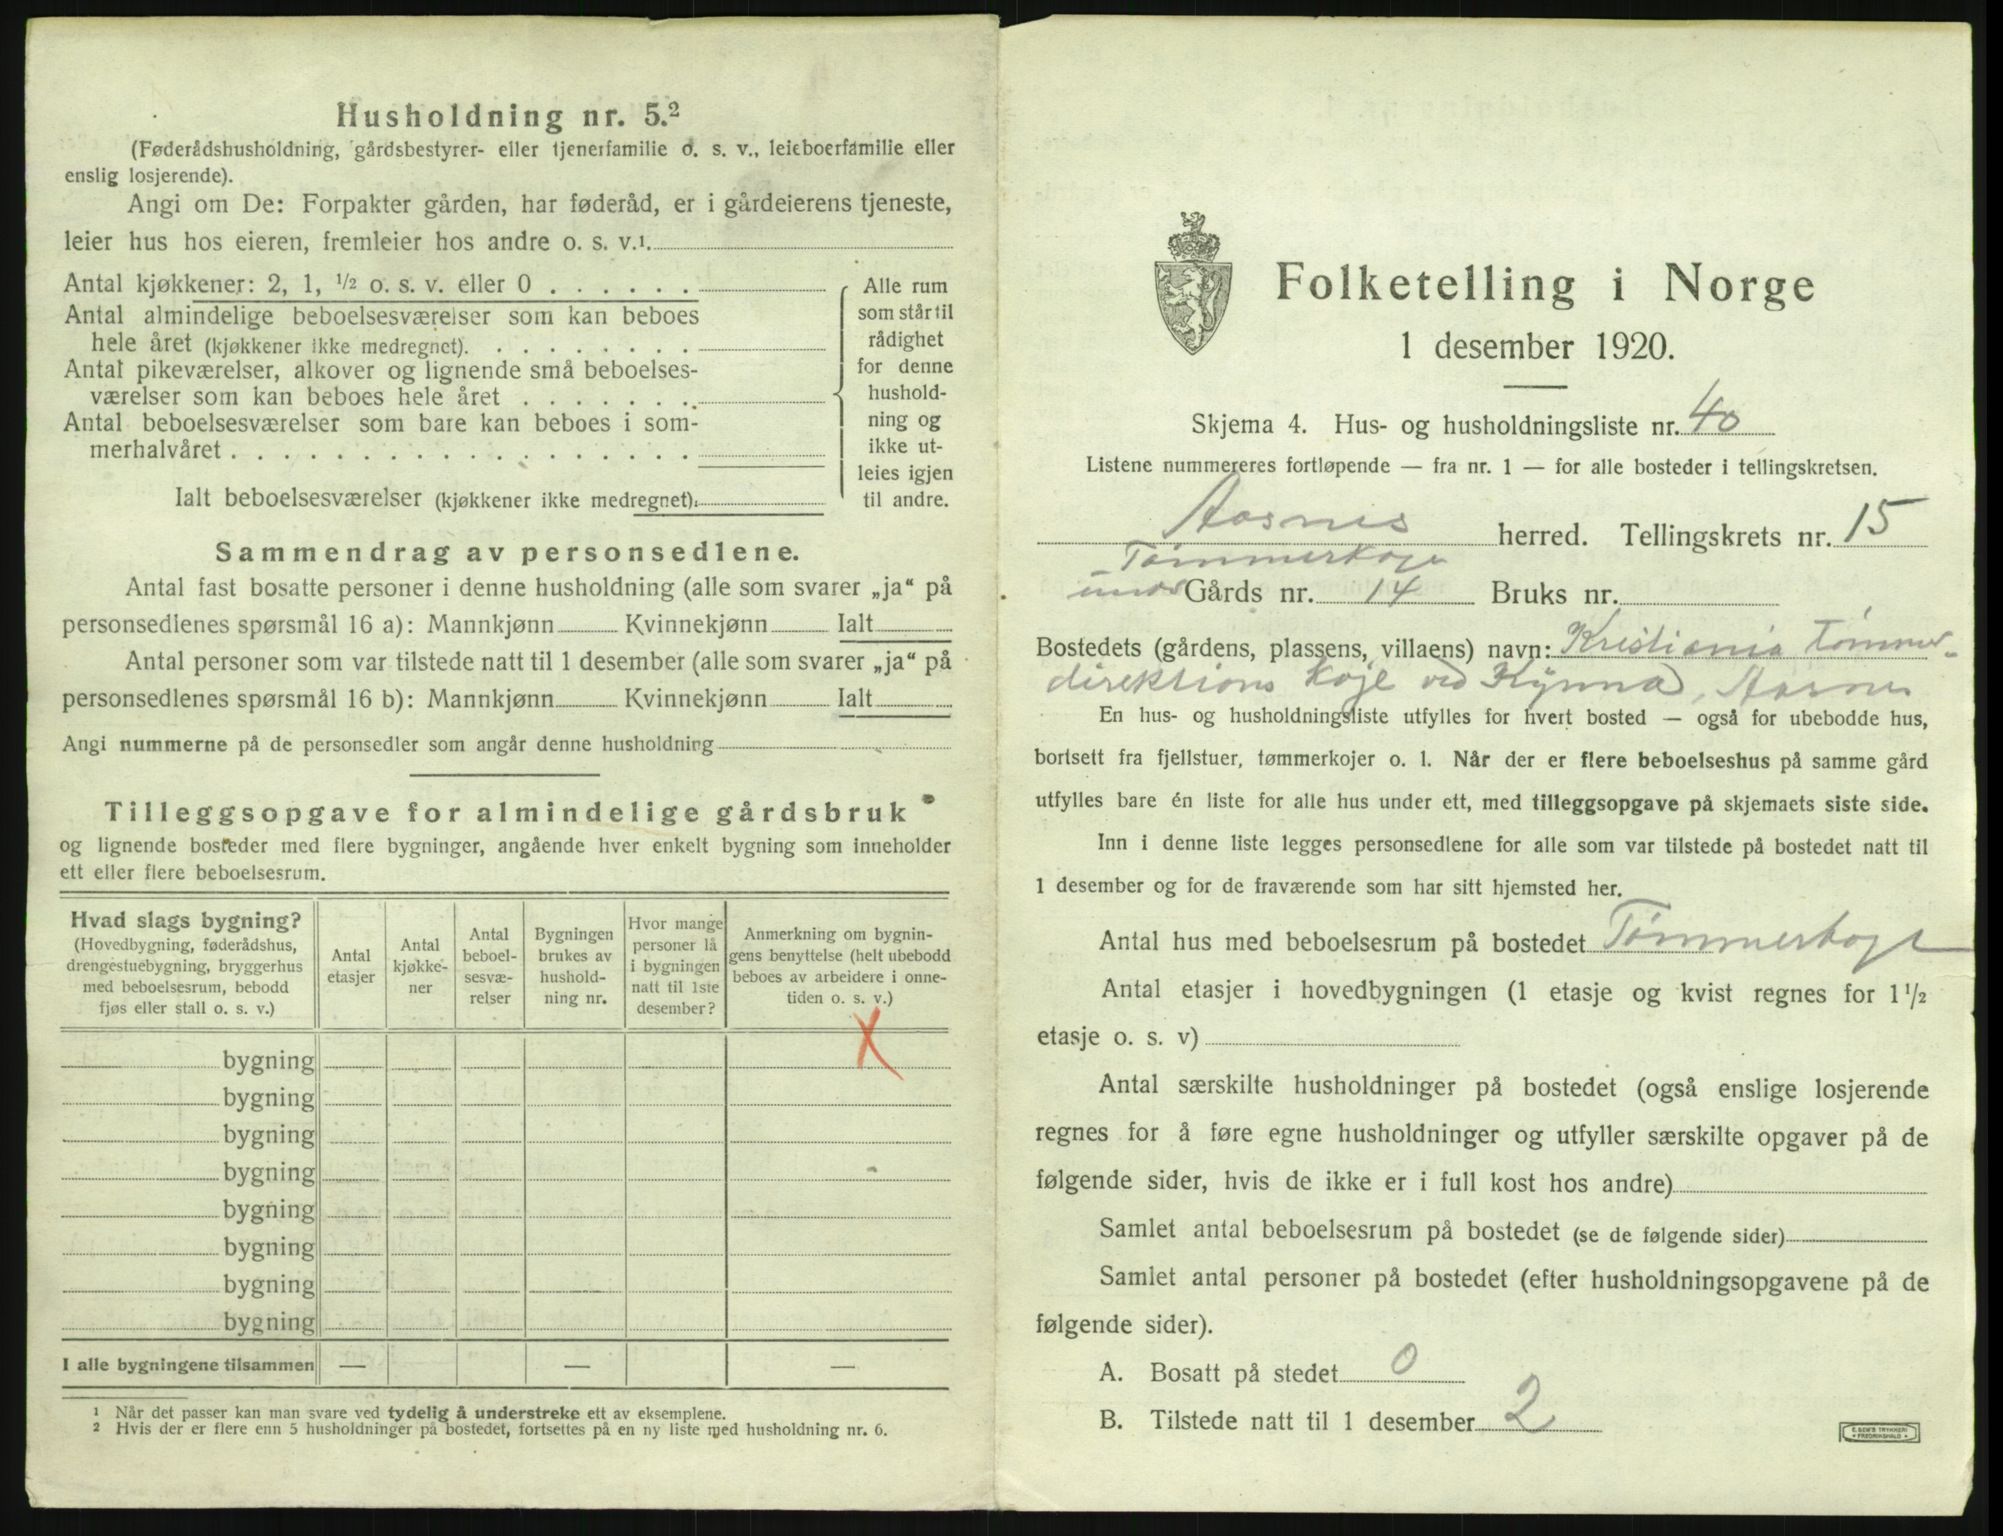 Husholdning nr. 5.²
(Føderådshusholdning, gårdsbestyrer- eller tjenerfamilie o. s. v., leieboerfamilie eller
enslig losjerende).
Angi om De: Forpakter gården, har føderåd, er i gårdeierens tjeneste,
leier hus hos eieren, fremleier hos andre o. s. v.¹
Antal kjøkkener: 2, 1, ½ o. s. v. eller 0 . . . . . .
Antal almindelige beboelsesværelser som kan beboes
hele året (kjøkkener ikke medregnet). . . . . . . . .
Antal pikeværelser, alkover og lignende små beboelses-
værelser som kan beboes hele året . . . . . . .
Antal beboelsesværelser som bare kan beboes i som-
merhalvåret . . . . . . . . . . . . . . . . . .
Ialt beboelsesværelser (kjøkkener ikke medregnet).
Alle rum
som står til
rådighet
for denne
hushold-
ning og
ikke ut-
leies igjen
til andre.
Sammendrag av personsedlene.
Antal fast bosatte personer i denne husholdning (alle som svarer „ja“ på
personsedlenes spørsmål 16 a): Mannkjønn Kvinnekjønn Ialt
Antal personer som var tilstede natt til 1 desember (alle som svarer „ja“ på
personsedlenes spørsmål 16 b): Mannkjønn Kvinnekjønn Ialt
Angi nummerne på de personsedler som angår denne husholdning
Tilleggsopgave for almindelige gårdsbruk
og lignende bosteder med flere bygninger, angående hver enkelt bygning som inneholder
ett eller flere beboelsesrum.
Hvad slags bygning?
(Hovedbygning, føderådshus,
drengestuebygning, bryggerhus
med beboelsesrum, bebodd
fjøs eller stall o. s. v.)
Antal
etasjer
Antal
kjøkke-
ner
Antal
beboel-
sesvæ-
relser
Bygningen
brukes av
hushold-
ning nr.
Hvor mange
personer lå
i bygningen
natt til 1ste
desember?
Anmerkning om bygnin-
gens benyttelse (helt ubebodd
beboes av arbeidere i onne-
tiden o. s. v.)
X
bygning
bygning
bygning
bygning
bygning
bygning
bygning
bygning
I alle bygningene tilsammen — — —
¹ Når det passer kan man svare ved tydelig å understreke ett av eksemplene.
² Hvis der er flere enn 5 husholdninger på bostedet, fortsettes på en ny liste med husholdning nr. 6.
Folketelling i Norge
1 desember 1920.
Skjema 4. Hus- og husholdningsliste nr. 40
Listene nummereres fortløpende — fra nr. 1 — for alle bosteder i tellingskretsen.
Aasnes herred. Tellingskrets nr. 15
Tømmerkoje
under Gårds nr. 14 Bruks nr.
Bostedets (gårdens, plassens, villaens) navn: Kristiania tømmer-
direktions koje ved Kynna, Aasnes
En hus- og husholdningsliste utfylles for hvert bosted — også for ubebodde hus,
bortsett fra fjellstuer, tømmerkojer o. l. Når der er flere beboelseshus på samme gård
utfylles bare én liste for alle hus under ett, med tilleggsopgave på skjemaets siste side.
Inn i denne liste legges personsedlene for alle som var tilstede på bostedet natt til
1 desember og for de fraværende som har sitt hjemsted her.
Antal hus med beboelsesrum på bostedet Tømmerkoje
Antal etasjer i hovedbygningen (1 etasje og kvist regnes for 1½
etasje o. s. v)
Antal særskilte husholdninger på bostedet (også enslige losjerende
regnes for å føre egne husholdninger og utfyller særskilte opgaver på de
følgende sider, hvis de ikke er i full kost hos andre)
Samlet antal beboelsesrum på bostedet (se de følgende sider)
Samlet antal personer på bostedet (efter husholdningsopgavene på de
følgende sider).
A. Bosatt på stedet 0
B. Tilstede natt til 1 desember 2
E. SEM'S TRYKKERI
• FREDRIKSHALD •